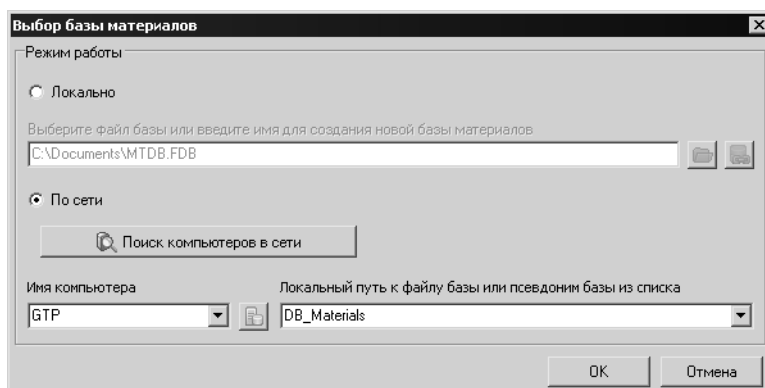 Выбор базы материалов
Режим работы
Локально
Выберите файл базы или введите имя для создания новой базы материалов
C:\Documents\MTDB.FDB
По сети
Поиск компьютеров в сети
Имя компьютера Локальный путь к файлу базы или псевдоним базы из списка
GTP DB_Materials
OK Отмена